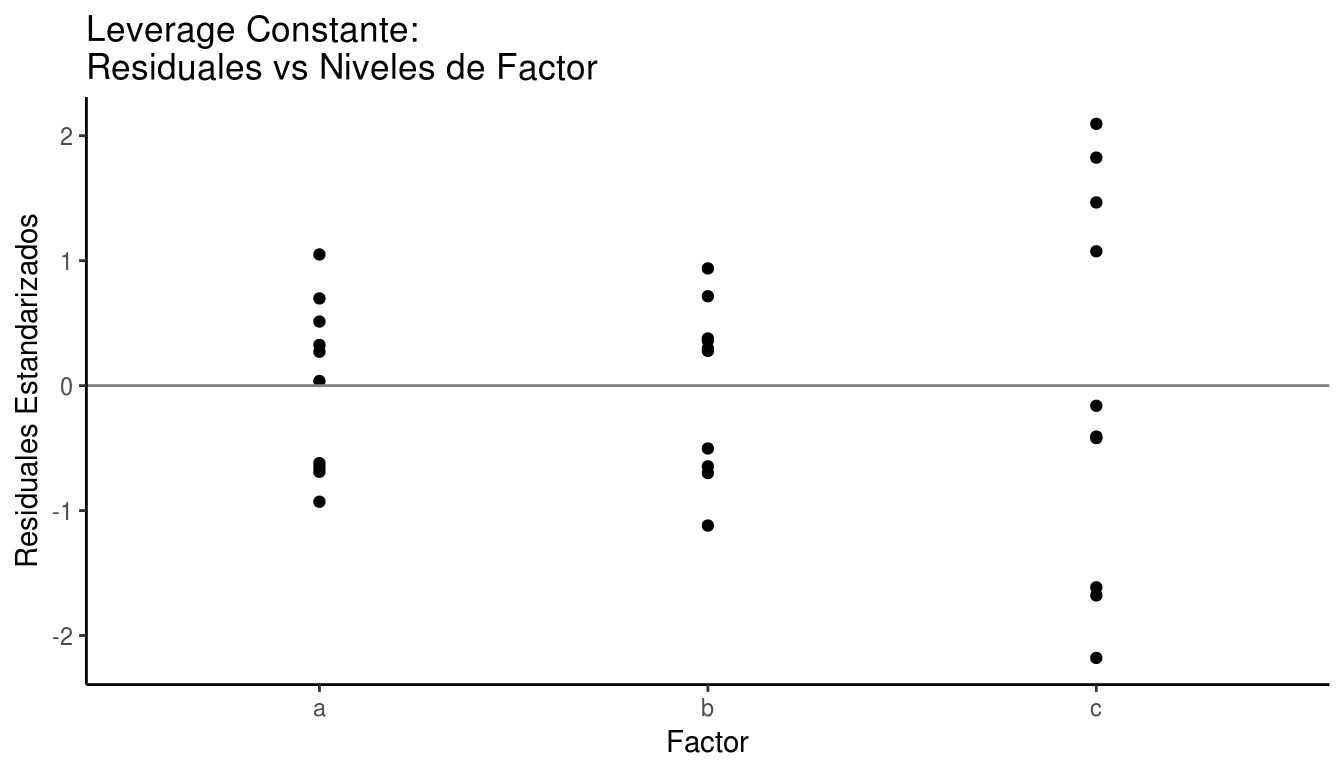 Leverage Constante:
Residuales vs Niveles de Factor
Residuales Estandarizados
2
1
0
-1
-2
a
b
c
Factor